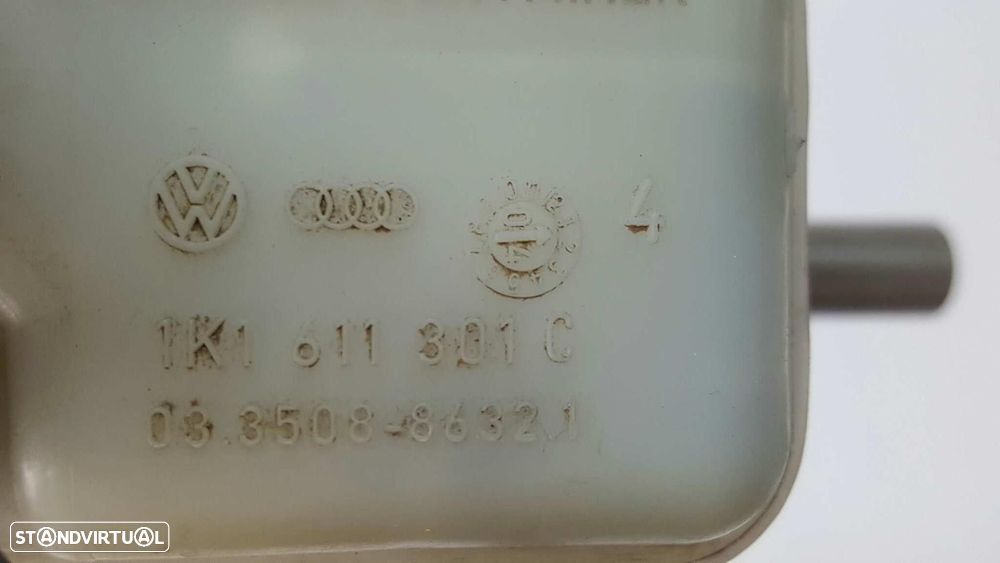 4
1K1 611 301 C
03.3508-8632.1
STANDVIRTUAL